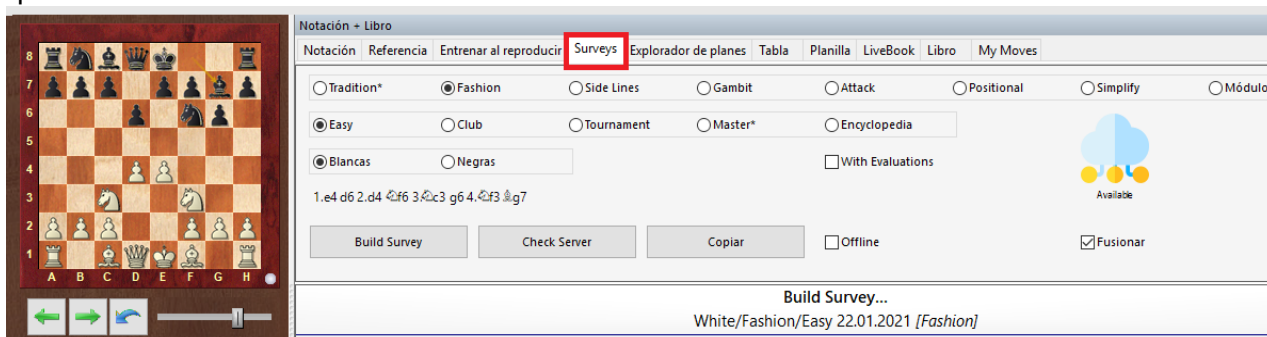 Notación + Libro
Notación Referencia Entrenar al reproducir Surveys Explorador de planes Tabla Planilla LiveBook Libro My Moves
Tradition* Fashion Side Lines Gambit Attack Positional Simplify Módulo
Easy Club Tournament Master* Encyclopedia
Blancas Negras With Evaluations
1.e4 d6 2.d4 ♘f6 3.♘c3 g6 4.♘f3 ♗g7
Available
Build Survey Check Server Copiar Offline Fusionar
Build Survey...
White/Fashion/Easy 22.01.2021 [Fashion]
8
7
6
5
4
3
2
1
A B C D E F G H